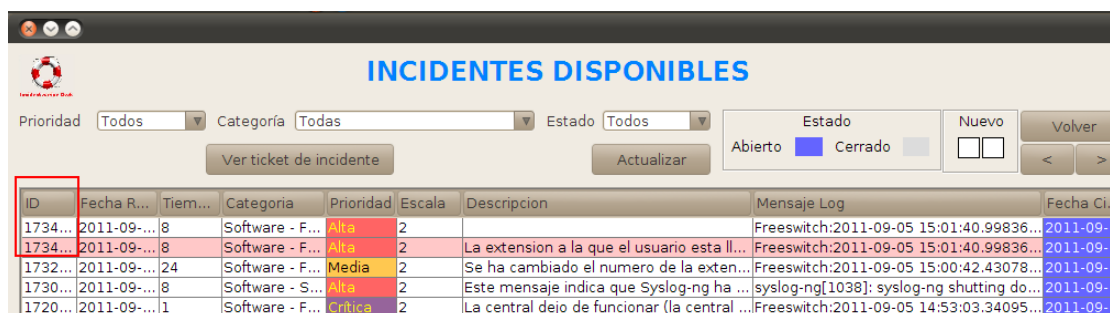 INCIDENTES DISPONIBLES
Prioridad Todos Categoría Todas Estado Todos Estado Nuevo Volver
Abierto Cerrado
Ver ticket de incidente Actualizar < >
ID Fecha R... Tiem... Categoria Prioridad Escala Descripcion Mensaje Log Fecha Ci.
1734... 2011-09-... 8 Software - F... Alta 2 Freeswitch:2011-09-05 15:01:40.99836... 2011-09-
1734... 2011-09-... 8 Software - F... Alta 2 La extension a la que el usuario esta ll... Freeswitch:2011-09-05 15:01:40.99836... 2011-09-
1732... 2011-09-... 24 Software - F... Media 2 Se ha cambiado el numero de la exten... Freeswitch:2011-09-05 15:00:42.43078... 2011-09-
1730... 2011-09-... 8 Software - S... Alta 2 Este mensaje indica que Syslog-ng ha ... syslog-ng[1038]: syslog-ng shutting do... 2011-09-
1720... 2011-09-... 1 Software - F... Crítica 2 La central dejo de funcionar (la central ... Freeswitch:2011-09-05 14:53:03.34095... 2011-09-